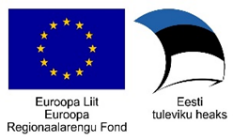 Euroopa Liit
Euroopa
Regionaalarengu Fond
Eesti
tuleviku heaks